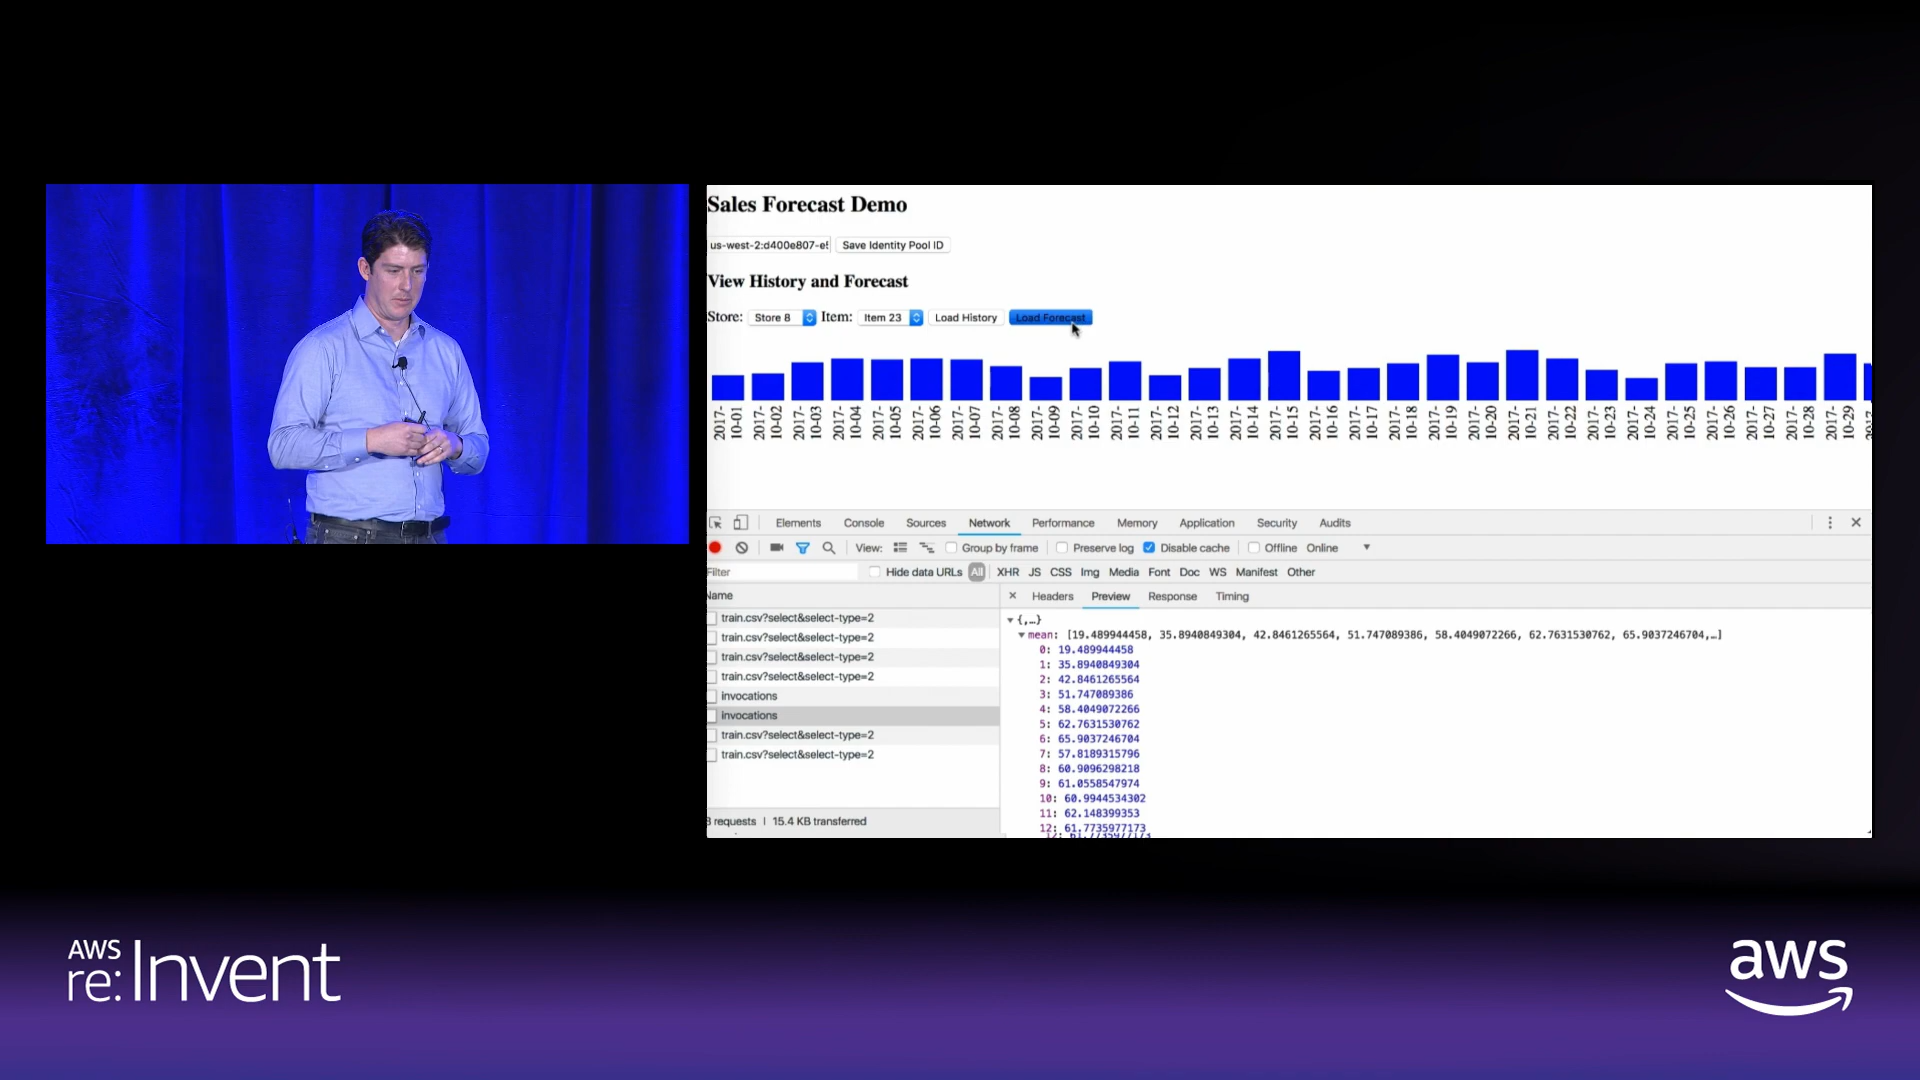 Sales Forecast Demo
us-west-2:d400e807-e! Save Identity Pool ID
View History and Forecast
Store: Store 8 Item: Item 23 Load History Load Forecast
2017-10-01 2017-10-02 2017-10-03 2017-10-04 2017-10-05 2017-10-06 2017-10-07 2017-10-08 2017-10-09 2017-10-10 2017-10-11 2017-10-12 2017-10-13 2017-10-14 2017-10-15 2017-10-16 2017-10-17 2017-10-18 2017-10-19 2017-10-20 2017-10-21 2017-10-22 2017-10-23 2017-10-24 2017-10-25 2017-10-26 2017-10-27 2017-10-28 2017-10-29
Elements Console Sources Network Performance Memory Application Security Audits
View: Group by frame Preserve log Disable cache Offline Online
Filter Hide data URLs All XHR JS CSS Img Media Font Doc WS Manifest Other
Name Headers Preview Response Timing
train.csv?select&select-type=2
train.csv?select&select-type=2
train.csv?select&select-type=2
train.csv?select&select-type=2
invocations
invocations
train.csv?select&select-type=2
train.csv?select&select-type=2
requests | 15.4 KB transferred
{,…}
mean: [19.489944458, 35.8940849304, 42.8461265564, 51.747089386, 58.4049072266, 62.7631530762, 65.9037246704,…]
0: 19.489944458
1: 35.8940849304
2: 42.8461265564
3: 51.747089386
4: 58.4049072266
5: 62.7631530762
6: 65.9037246704
7: 57.8189315796
8: 60.9096298218
9: 61.0558547974
10: 60.9944534302
11: 62.148399353
12: 61.7735977173
AWS
re:Invent
aws